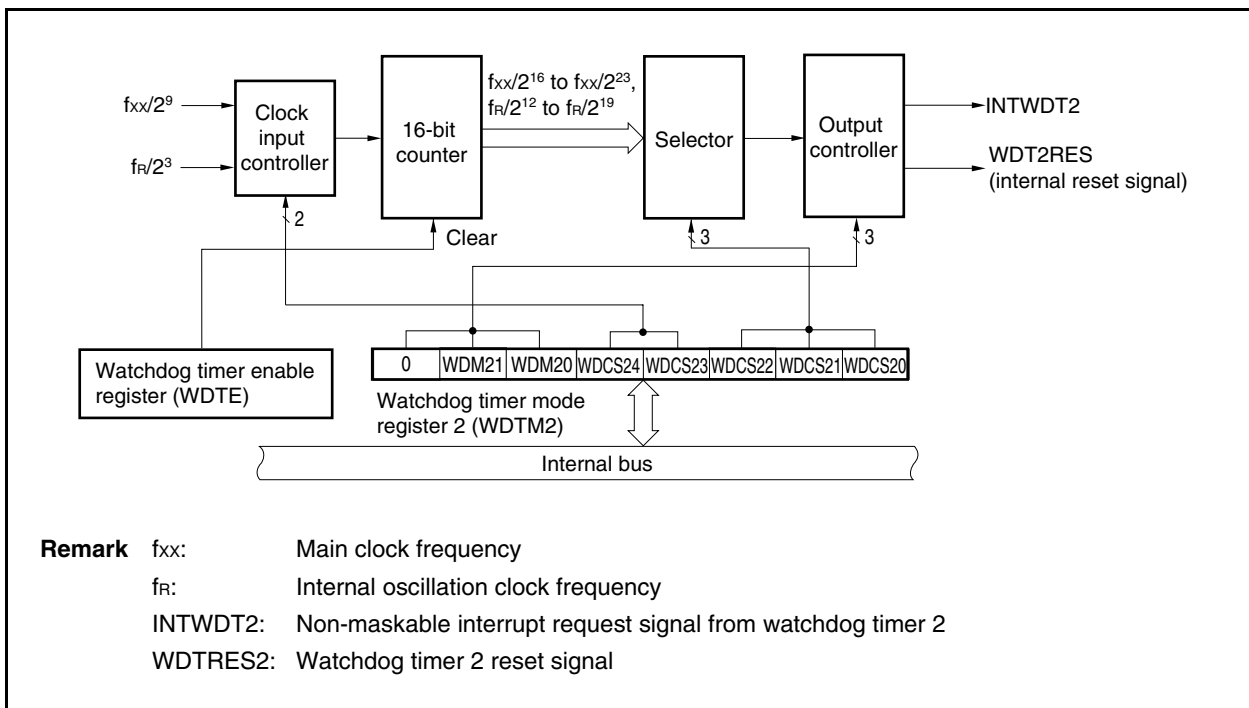 fxx/2⁹
fR/2³
Clock
input
controller
16-bit
counter
fxx/2¹⁶ to fxx/2²³,
fR/2¹² to fR/2¹⁹
Selector
Output
controller
INTWDT2
WDT2RES
(internal reset signal)
2
Clear
3
3
Watchdog timer enable
register (WDTE)
0 WDM21 WDM20 WDCS24 WDCS23 WDCS22 WDCS21 WDCS20
Watchdog timer mode
register 2 (WDTM2)
Internal bus
Remark fxx: Main clock frequency
fR: Internal oscillation clock frequency
INTWDT2: Non-maskable interrupt request signal from watchdog timer 2
WDTRES2: Watchdog timer 2 reset signal